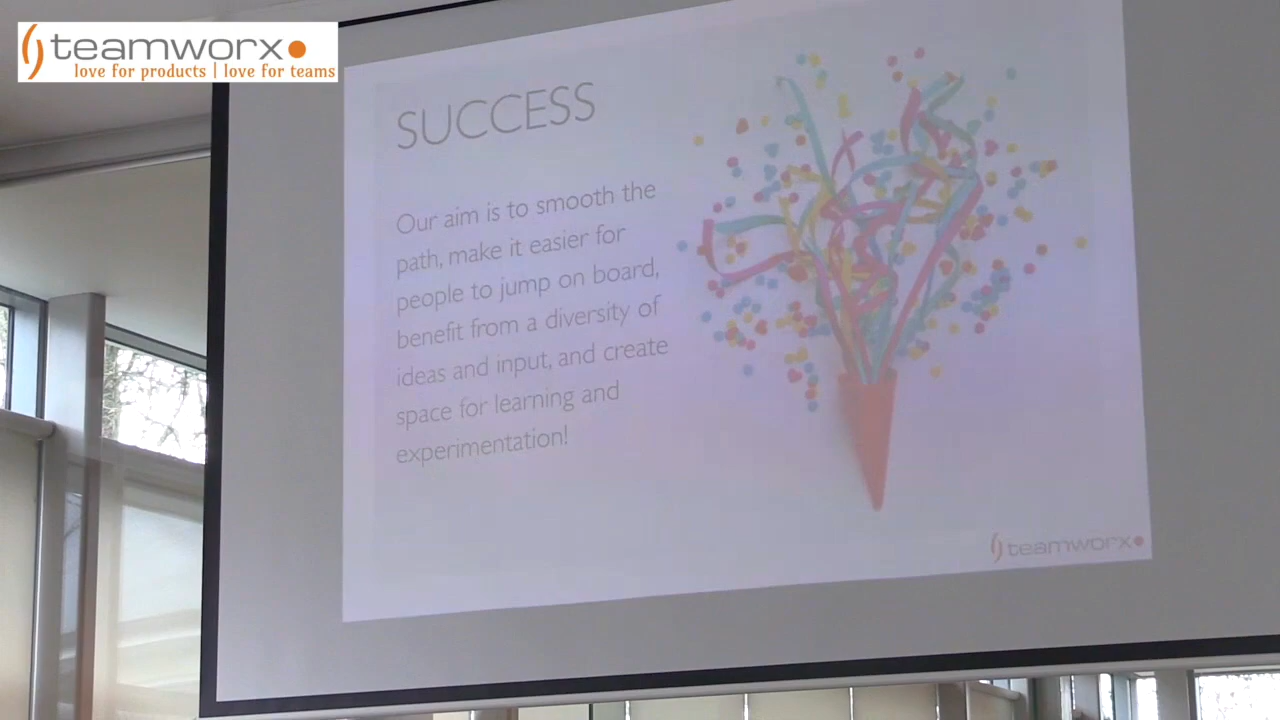 teamworx
love for products | love for teams
SUCCESS
Our aim is to smooth the
path, make it easier for
people to jump on board,
benefit from a diversity of
ideas and input, and create
space for learning and
experimentation!
teamworx